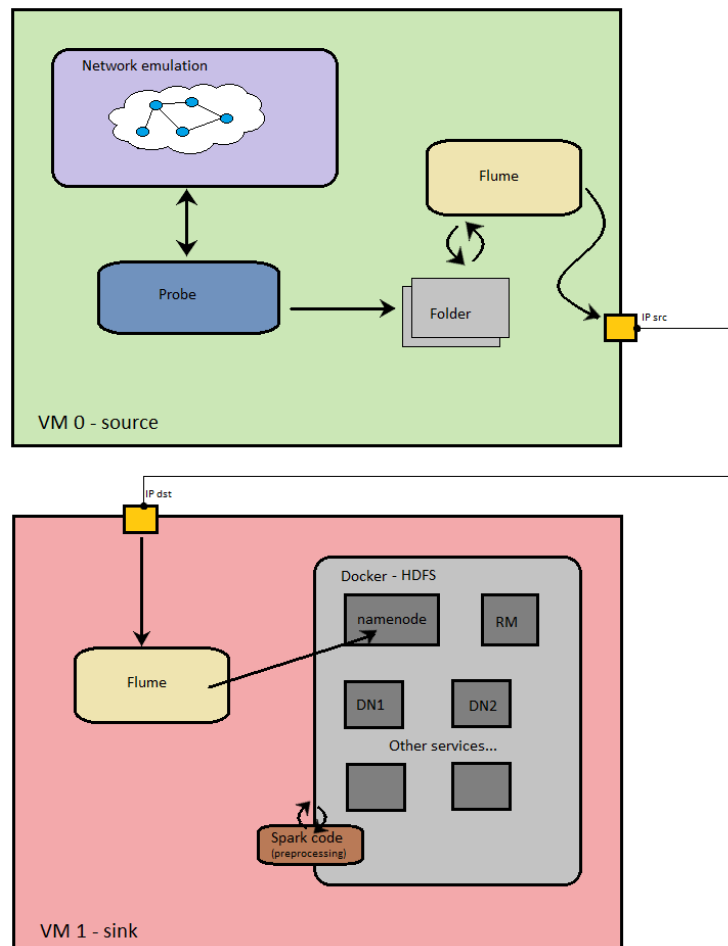 Network emulation
Flume
Probe
Folder
IP src
VM 0 - source
IP dst
Docker - HDFS
namenode
RM
Flume
DN1
DN2
Other services...
Spark code
(preprocessing)
VM 1 - sink